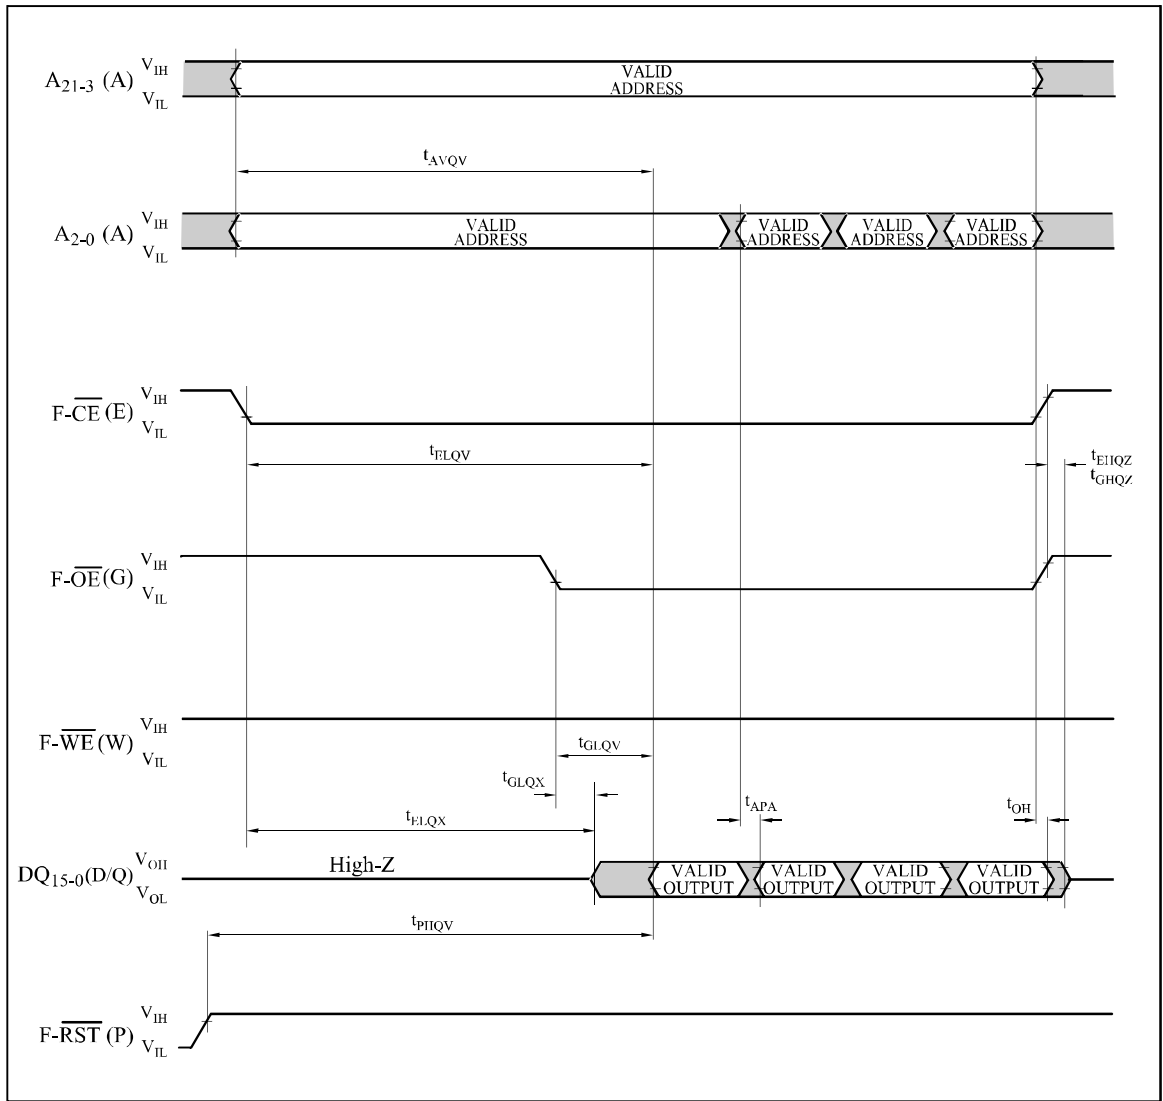 A21-3 (A) VIH VALID
VIL ADDRESS
tAVQV
A2-0 (A) VIH VALID VALID VALID VALID
VIL ADDRESS ADDRESS ADDRESS ADDRESS
F-CE (E) VIH
VIL
tELQV
tEHQZ
tGHQZ
F-OE (G) VIH
VIL
F-WE (W) VIH
VIL
tGLQV
tGLQX
tELQX
tAPA
tOH
DQ15-0 (D/Q) VOH High-Z VALID VALID VALID VALID
VOL OUTPUT OUTPUT OUTPUT OUTPUT
tPHQV
F-RST (P) VIH
VIL